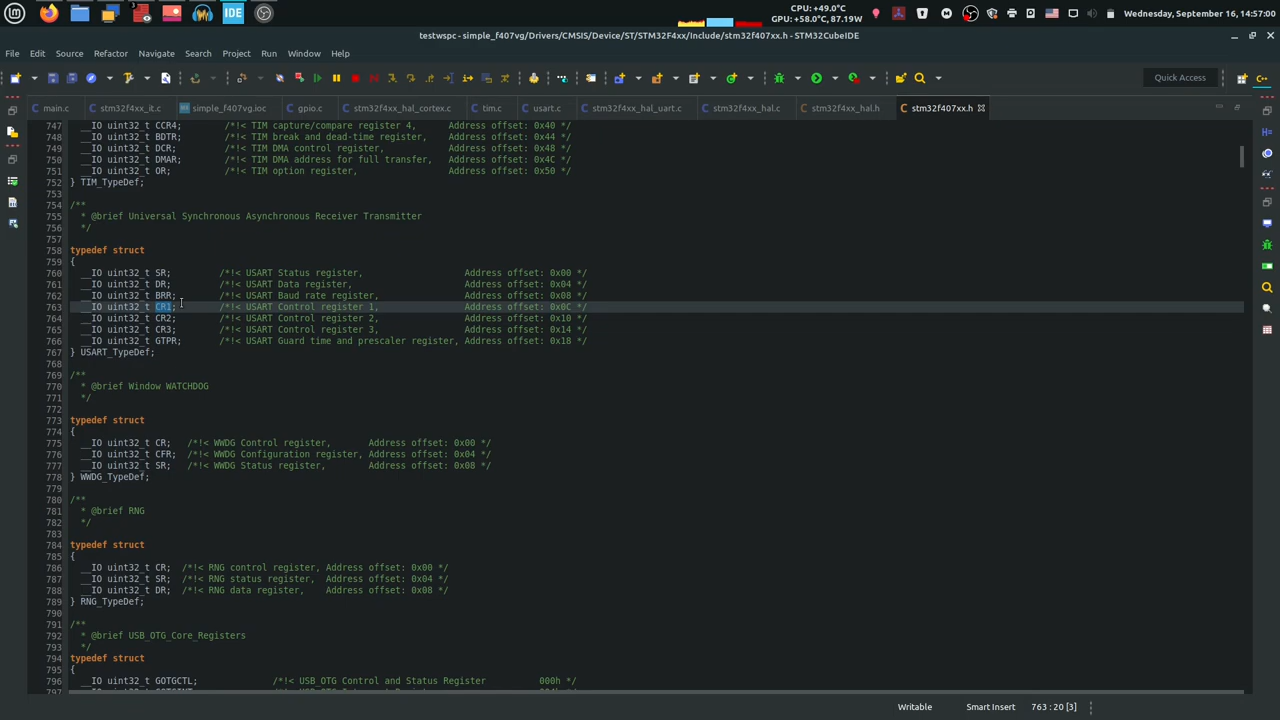 IDE
CPU: +49.0°C
GPU: +58.0°C, 87.19W
Wednesday, September 16, 14:57:00
testwspc - simple_f407vg/Drivers/CMSIS/Device/ST/STM32F4xx/Include/stm32f407xx.h - STM32CubeIDE
File Edit Source Refactor Navigate Search Project Run Window Help
Quick Access
main.c stm32f4xx_it.c simple_f407vg.ioc gpio.c stm32f4xx_hal_cortex.c tim.c usart.c stm32f4xx_hal_uart.c stm32f4xx_hal.c stm32f4xx_hal.h stm32f407xx.h
747 __IO uint32_t CCR4; /*!< TIM capture/compare register 4, Address offset: 0x40 */
748 __IO uint32_t BDTR; /*!< TIM break and dead-time register, Address offset: 0x44 */
749 __IO uint32_t DCR; /*!< TIM DMA control register, Address offset: 0x48 */
750 __IO uint32_t DMAR; /*!< TIM DMA address for full transfer, Address offset: 0x4C */
751 __IO uint32_t OR; /*!< TIM option register, Address offset: 0x50 */
752 } TIM_TypeDef;
753
754 /**
755 * @brief Universal Synchronous Asynchronous Receiver Transmitter
756 */
757
758 typedef struct
759 {
760 __IO uint32_t SR; /*!< USART Status register, Address offset: 0x00 */
761 __IO uint32_t DR; /*!< USART Data register, Address offset: 0x04 */
762 __IO uint32_t BRR; /*!< USART Baud rate register, Address offset: 0x08 */
763 __IO uint32_t CR1; /*!< USART Control register 1, Address offset: 0x0C */
764 __IO uint32_t CR2; /*!< USART Control register 2, Address offset: 0x10 */
765 __IO uint32_t CR3; /*!< USART Control register 3, Address offset: 0x14 */
766 __IO uint32_t GTPR; /*!< USART Guard time and prescaler register, Address offset: 0x18 */
767 } USART_TypeDef;
768
769 /**
770 * @brief Window WATCHDOG
771 */
772
773 typedef struct
774 {
775 __IO uint32_t CR; /*!< WWDG Control register, Address offset: 0x00 */
776 __IO uint32_t CFR; /*!< WWDG Configuration register, Address offset: 0x04 */
777 __IO uint32_t SR; /*!< WWDG Status register, Address offset: 0x08 */
778 } WWDG_TypeDef;
779
780 /**
781 * @brief RNG
782 */
783
784 typedef struct
785 {
786 __IO uint32_t CR; /*!< RNG control register, Address offset: 0x00 */
787 __IO uint32_t SR; /*!< RNG status register, Address offset: 0x04 */
788 __IO uint32_t DR; /*!< RNG data register, Address offset: 0x08 */
789 } RNG_TypeDef;
790
791 /**
792 * @brief USB_OTG_Core_Registers
793 */
794 typedef struct
795 {
796 __IO uint32_t GOTGCTL; /*!< USB_OTG Control and Status Register 000h */
Writable Smart Insert 763 : 20 [3]